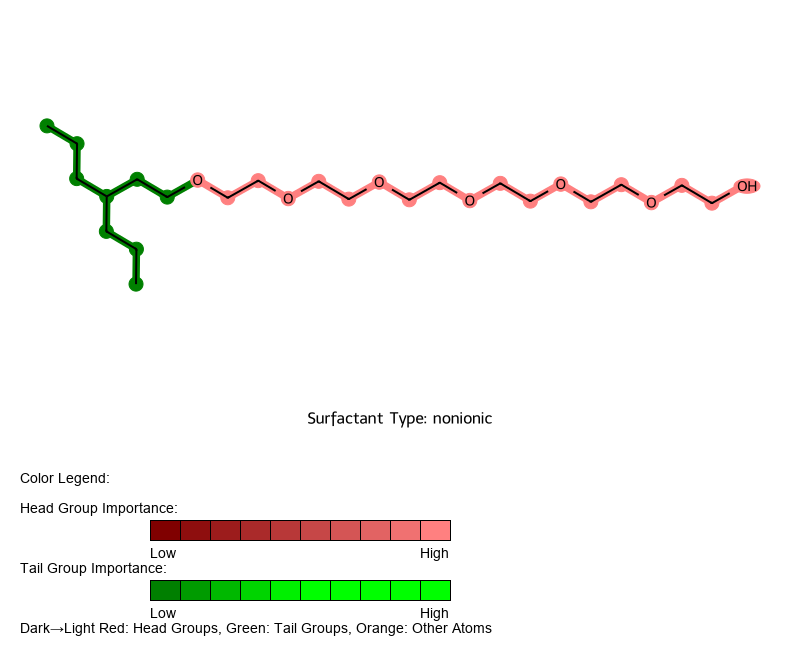 O O O O O O OH
Surfactant Type: nonionic
Color Legend:
Head Group Importance:
Low High
Tail Group Importance:
Low High
Dark→Light Red: Head Groups, Green: Tail Groups, Orange: Other Atoms